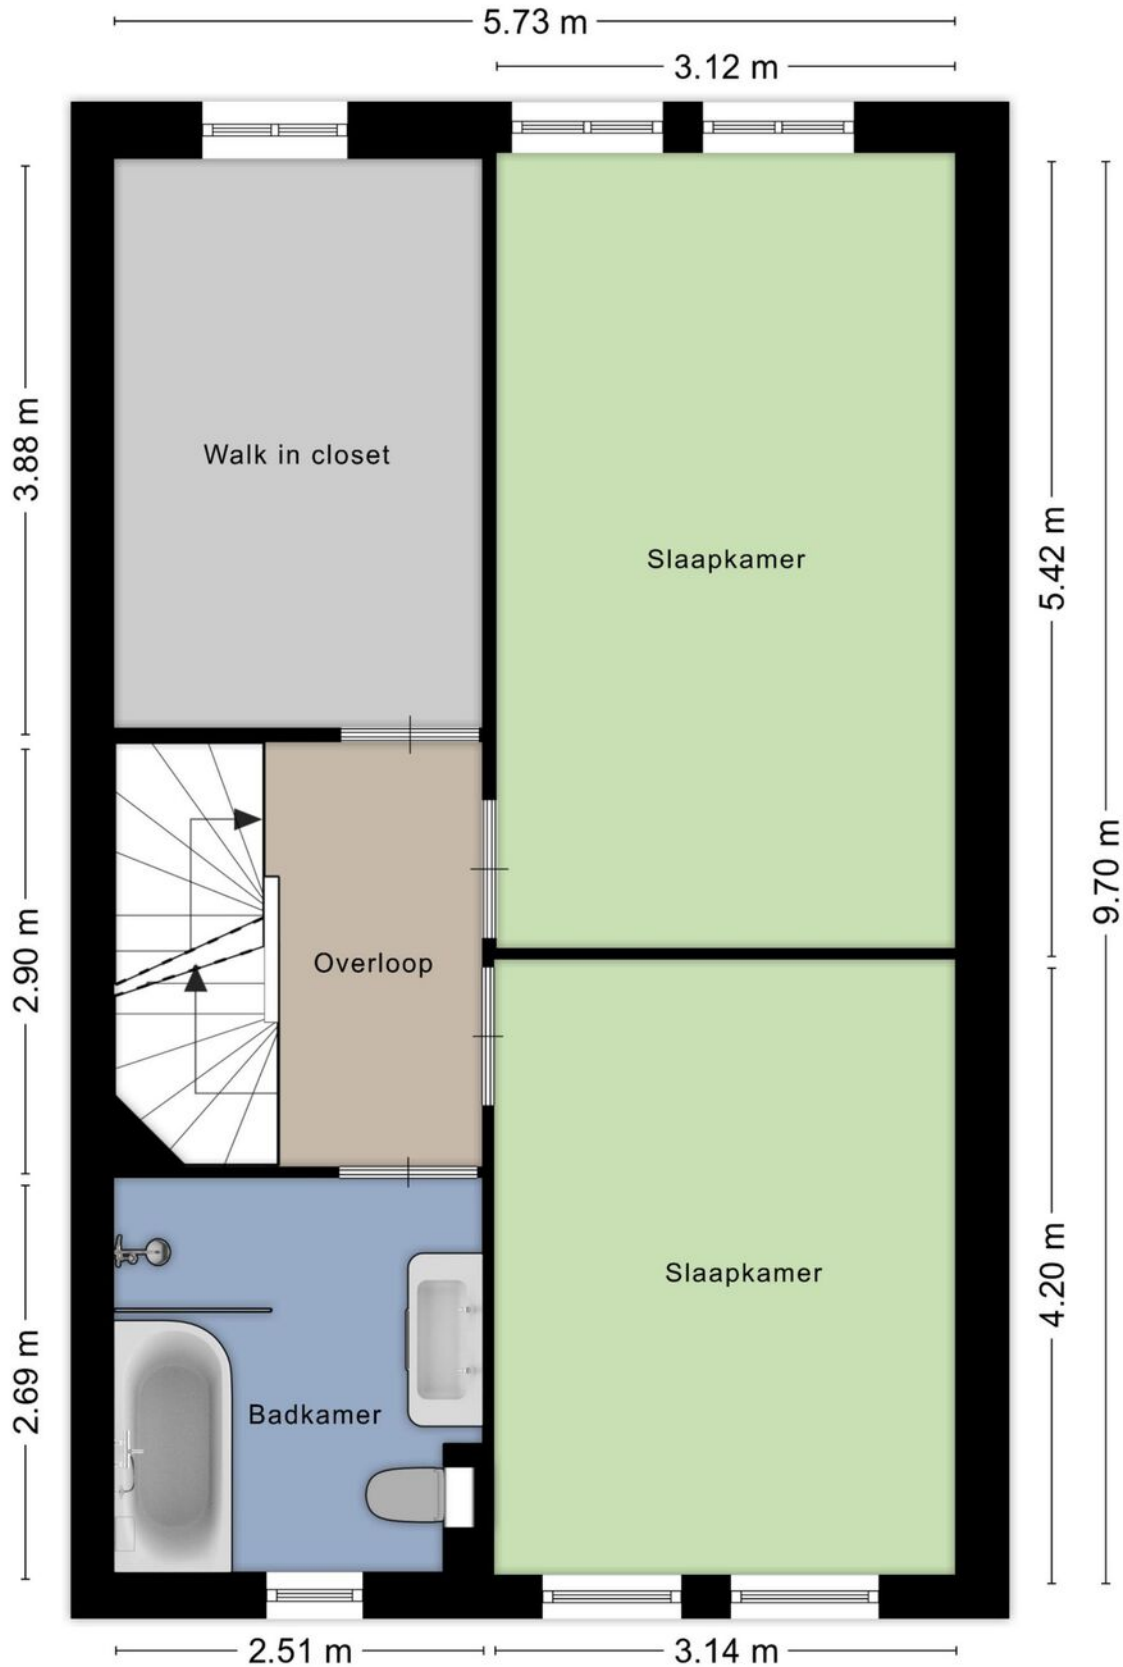 5.73 m
3.12 m
3.88 m
Walk in closet
Slaapkamer
5.42 m
9.70 m
2.90 m
Overloop
Slaapkamer
4.20 m
2.69 m
Badkamer
2.51 m
3.14 m